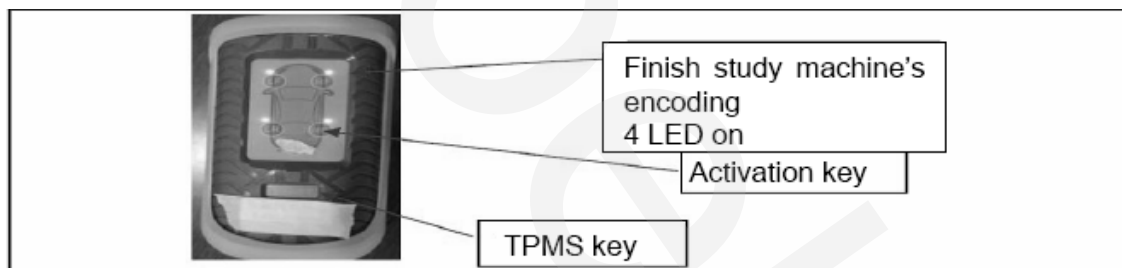 Finish study machine's
encoding
4 LED on
Activation key
TPMS key